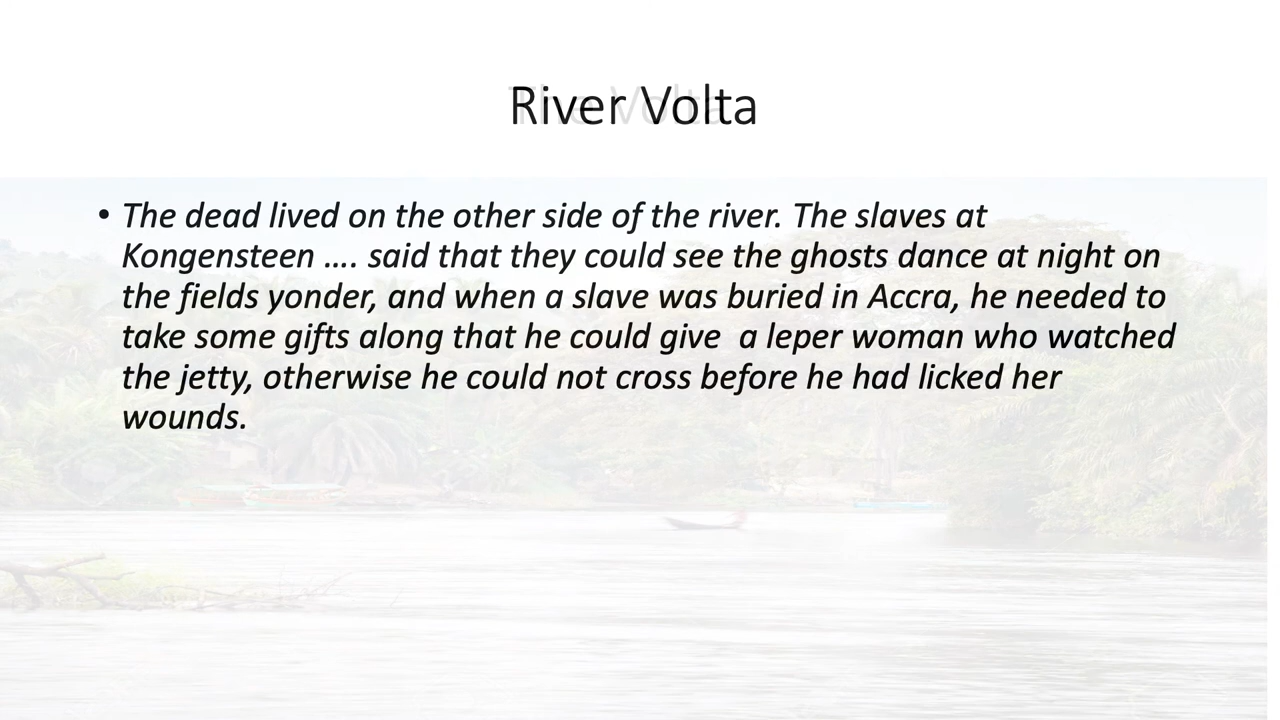 River Volta
The Volta
• The dead lived on the other side of the river. The slaves at
Kongensteen .... said that they could see the ghosts dance at night on
the fields yonder, and when a slave was buried in Accra, he needed to
take some gifts along that he could give  a leper woman who watched
the jetty, otherwise he could not cross before he had licked her
wounds.